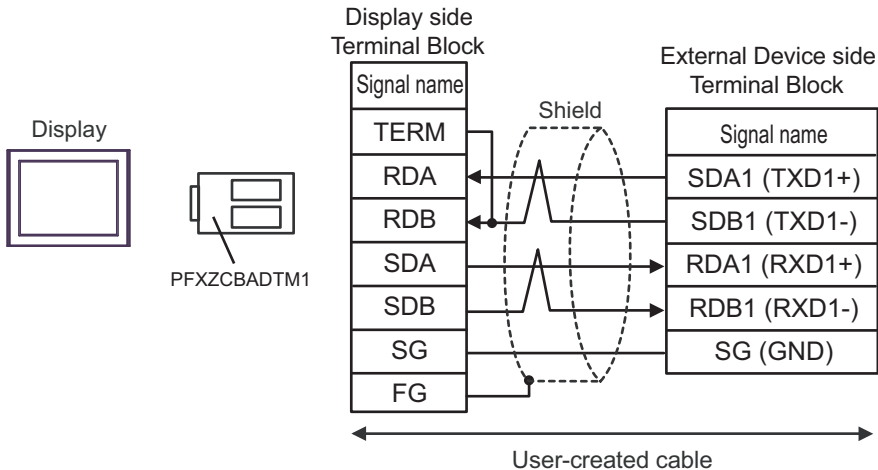 Display side
Terminal Block
External Device side
Terminal Block
Signal name
Shield
Signal name
Display
TERM
RDA
SDA1 (TXD1+)
RDB
SDB1 (TXD1-)
SDA
RDA1 (RXD1+)
PFXZCBADTM1
SDB
RDB1 (RXD1-)
SG
SG (GND)
FG
User-created cable